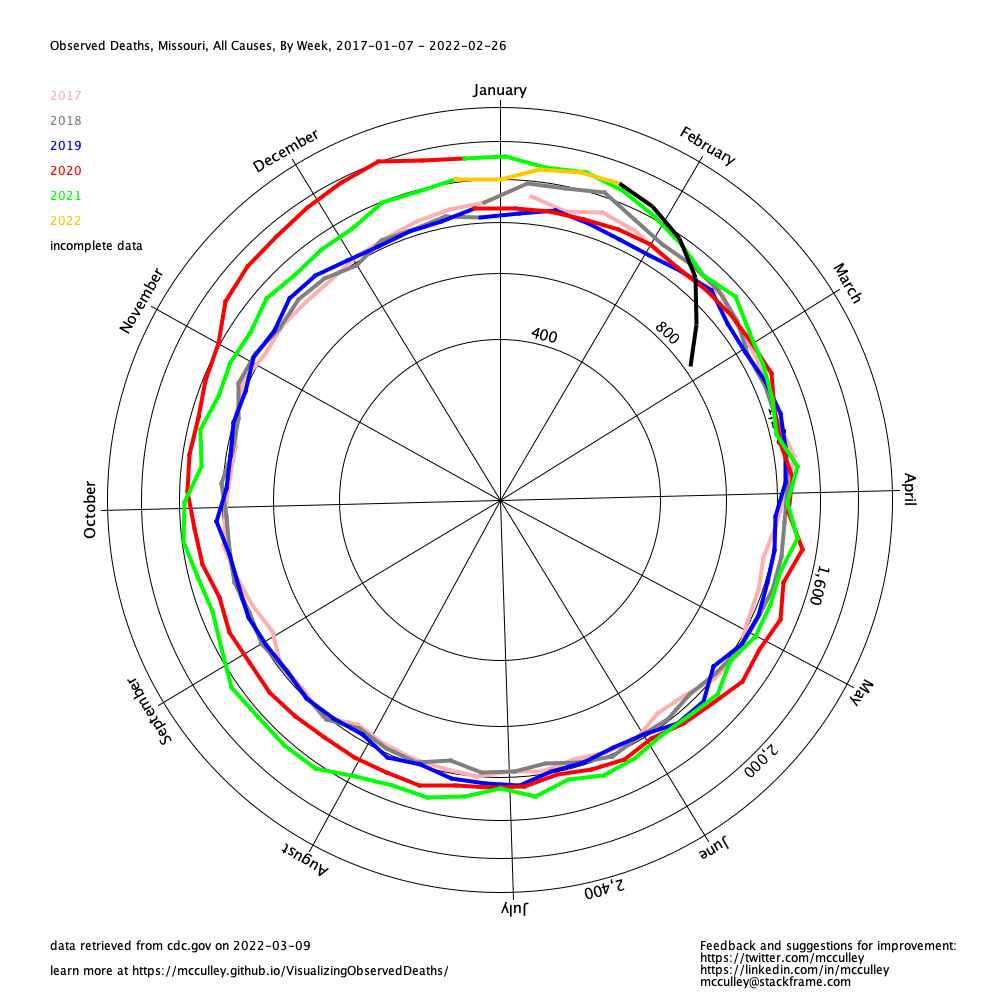 Observed Deaths, Missouri, All Causes, By Week, 2017-01-07 - 2022-02-26
January
2017
2018
2019
2020
2021
2022
incomplete data
February
March
April
May
June
July
August
September
October
November
December
400
800
1,600
2,000
2,400
data retrieved from cdc.gov on 2022-03-09
learn more at https://mcculley.github.io/VisualizingObservedDeaths/
Feedback and suggestions for improvement:
https://twitter.com/mcculley
https://linkedin.com/in/mcculley
mcculley@stackframe.com